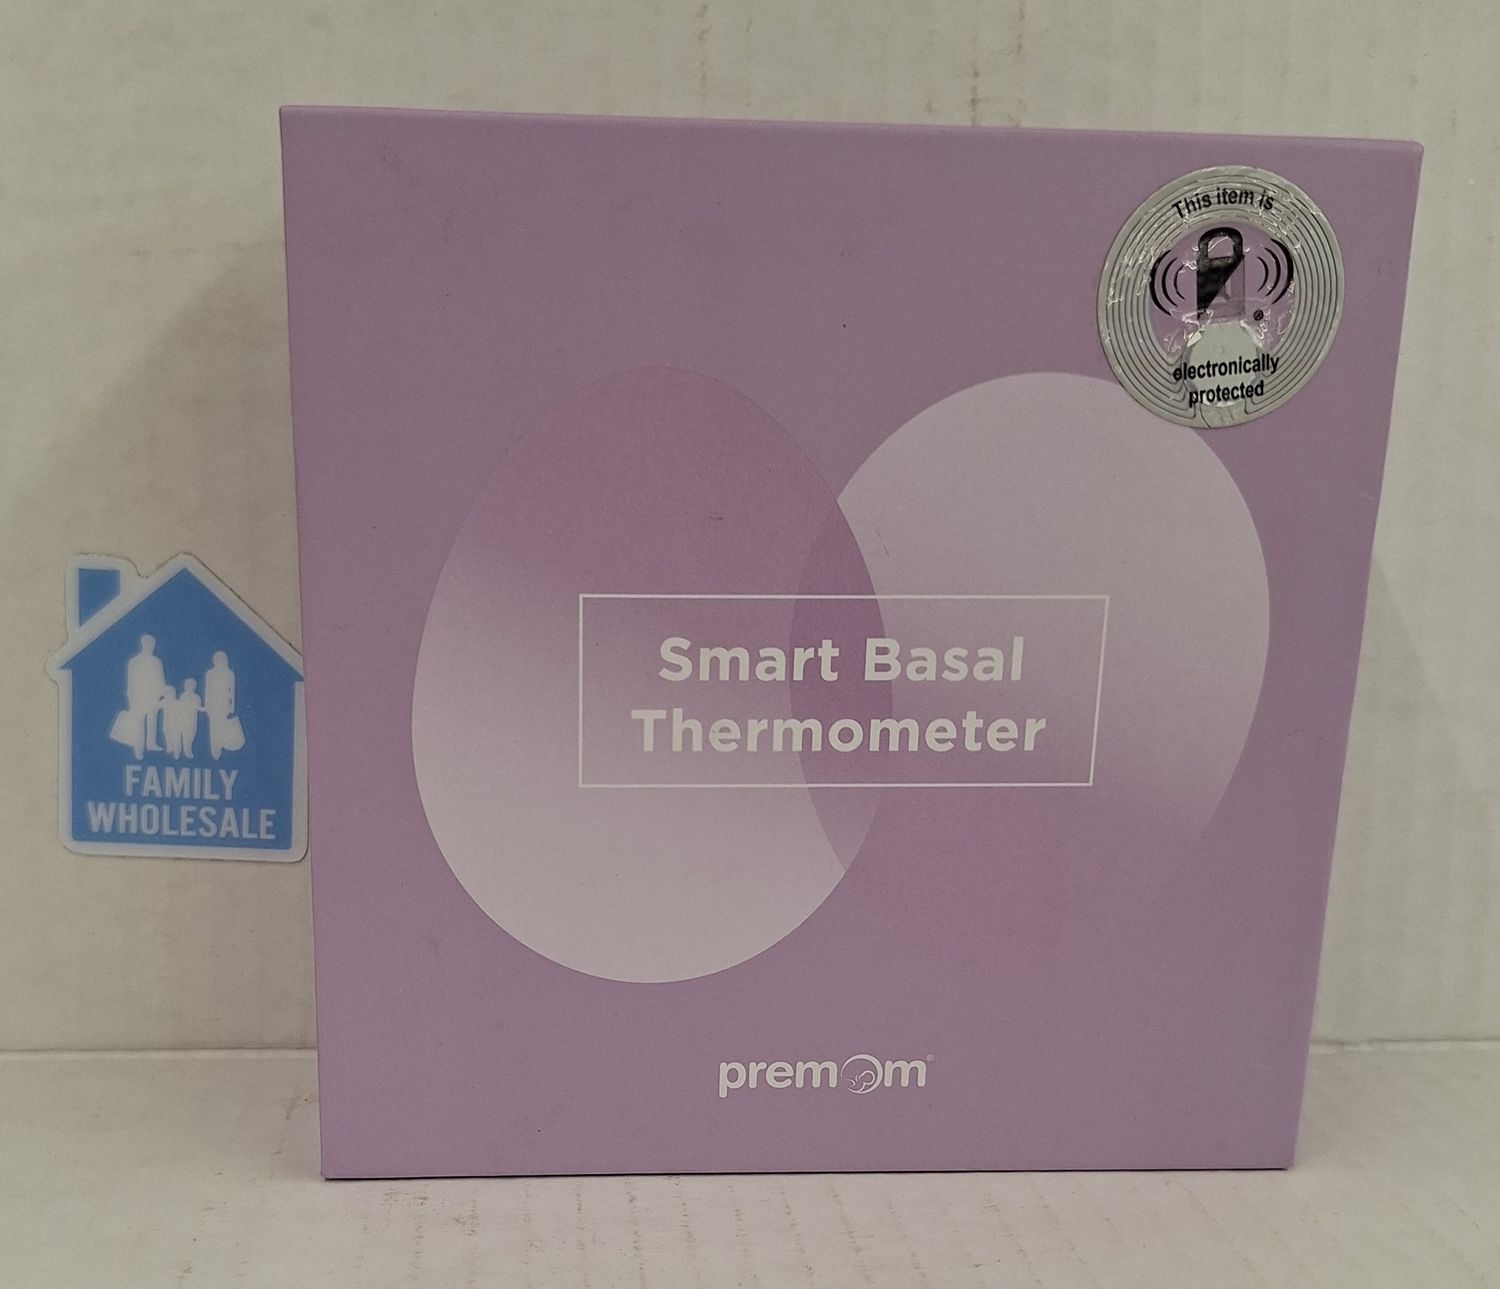 This item is
®
electronically
protected
Smart Basal
Thermometer
FAMILY
WHOLESALE
premom®